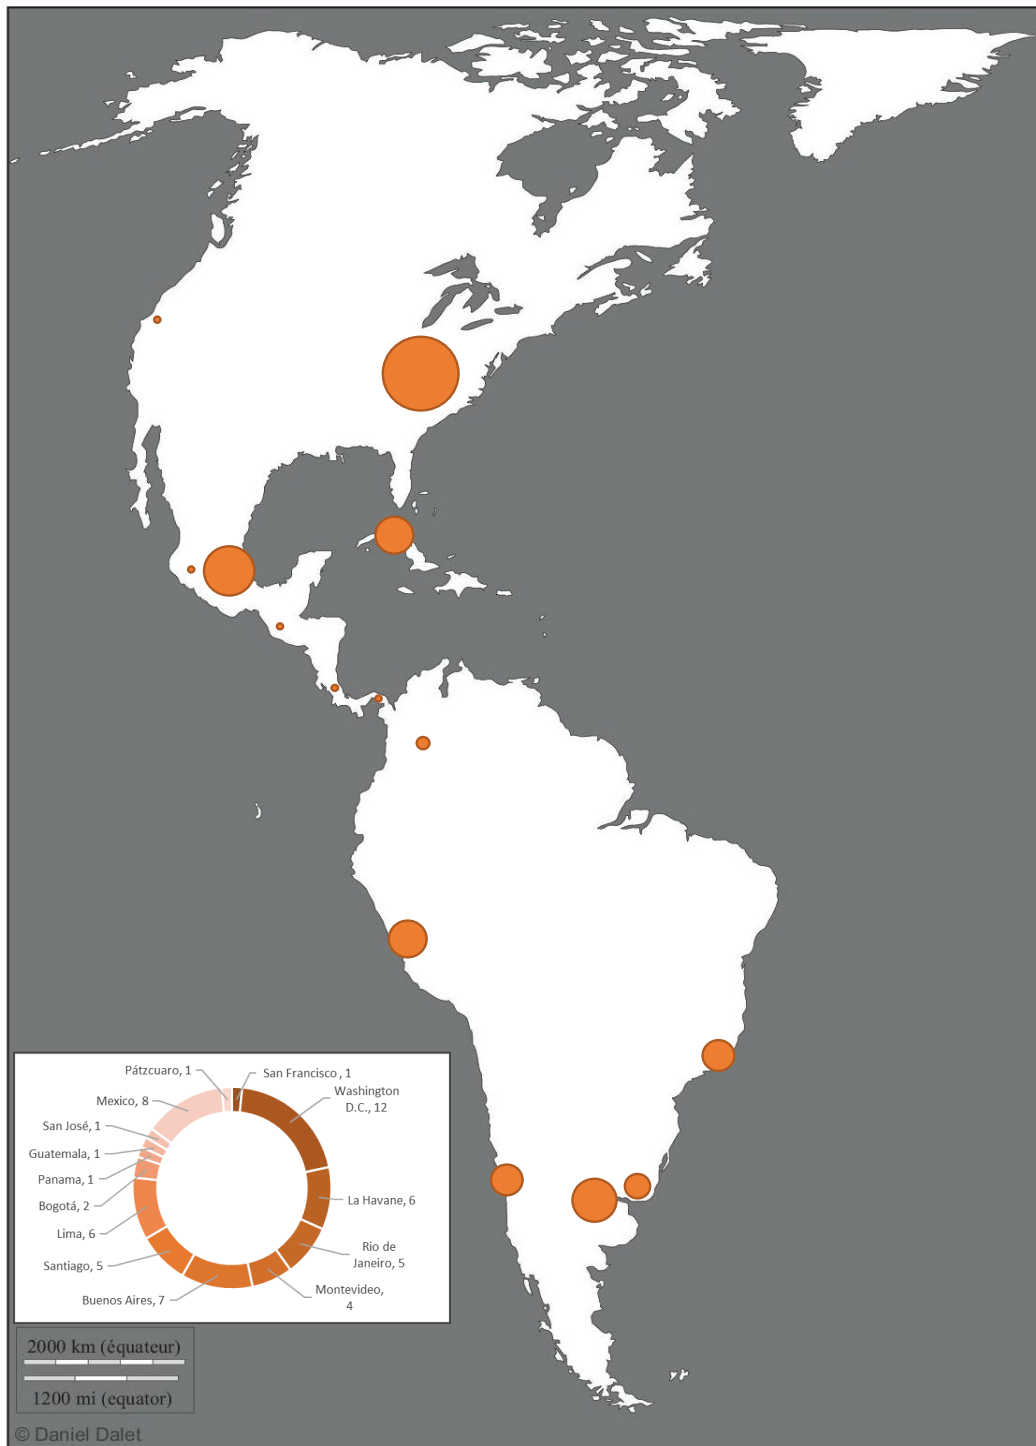 Pátzcuaro, 1
San Francisco , 1
Mexico, 8
Washington
D.C., 12
San José, 1
Guatemala, 1
Panama, 1
Bogotá, 2
La Havane, 6
Lima, 6
Rio de
Janeiro, 5
Santiago, 5
Montevideo,
4
Buenos Aires, 7
2000 km (équateur)
1200 mi (equator)
© Daniel Dalet